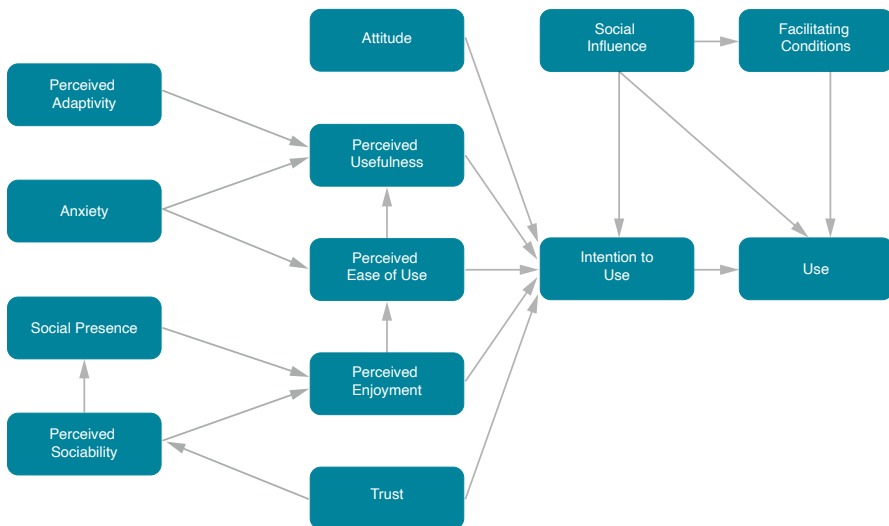 Attitude
Social
Influence
Facilitating
Conditions
Perceived
Adaptivity
Perceived
Usefulness
Anxiety
Perceived
Ease of Use
Intention to
Use
Use
Social Presence
Perceived
Enjoyment
Perceived
Sociability
Trust